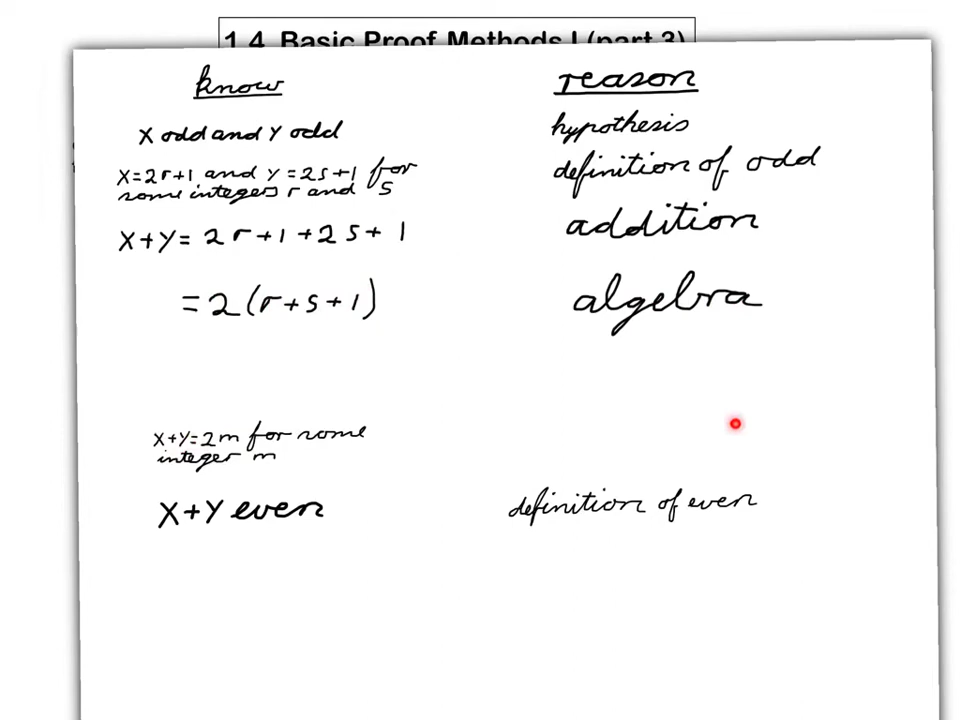 1.4 Basic Proof Methods I (part 3)
know reason
x odd and y odd hypothesis
x=2r+1 and y=2s+1 for definition of odd
some integers r and s
x+y= 2r+1+2s+1 addition
=2(r+s+1) algebra
x+y=2m for some
integer m
x+y even definition of even